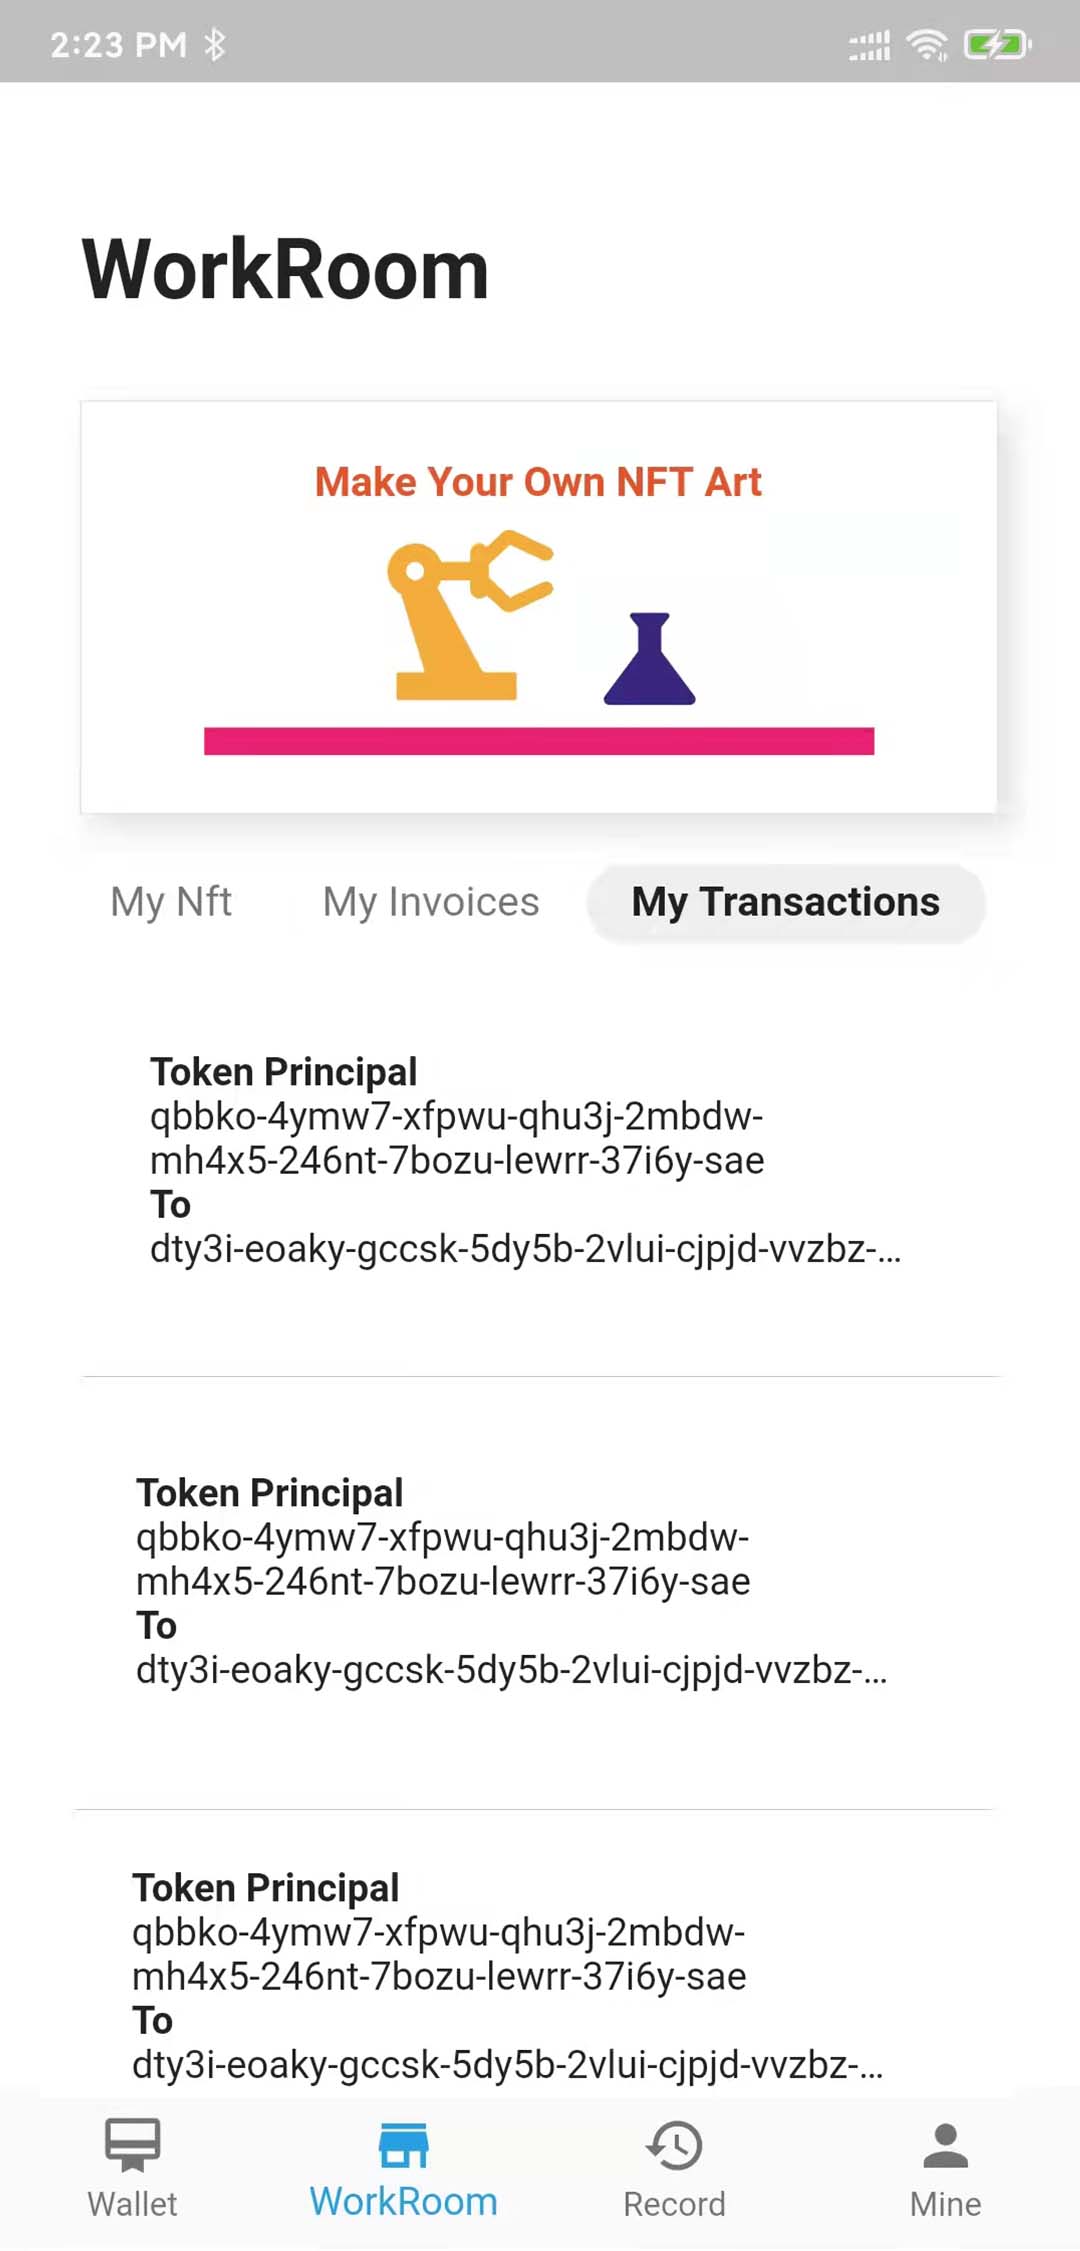 2:23 PM
WorkRoom
Make Your Own NFT Art
My Nft My Invoices My Transactions
Token Principal
qbbko-4ymw7-xfpwu-qhu3j-2mbdw-
mh4x5-246nt-7bozu-lewrr-37i6y-sae
To
dty3i-eoaky-gccsk-5dy5b-2vlui-cjpjd-vvzbz-...
Token Principal
qbbko-4ymw7-xfpwu-qhu3j-2mbdw-
mh4x5-246nt-7bozu-lewrr-37i6y-sae
To
dty3i-eoaky-gccsk-5dy5b-2vlui-cjpjd-vvzbz-...
Token Principal
qbbko-4ymw7-xfpwu-qhu3j-2mbdw-
mh4x5-246nt-7bozu-lewrr-37i6y-sae
To
dty3i-eoaky-gccsk-5dy5b-2vlui-cjpjd-vvzbz-...
Wallet WorkRoom Record Mine